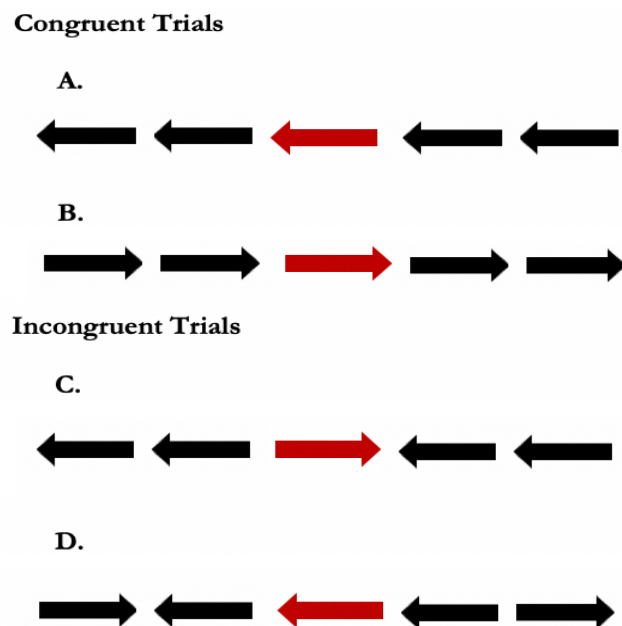 Congruent Trials
A.
B.
Incongruent Trials
C.
D.